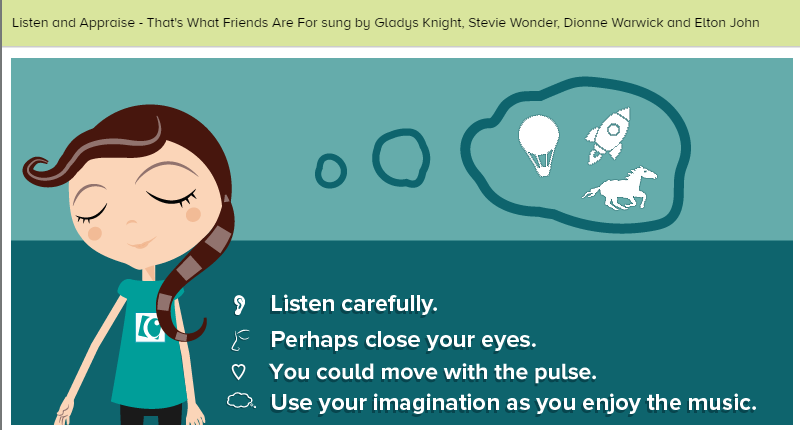 Listen and Appraise - That's What Friends Are For sung by Gladys Knight, Stevie Wonder, Dionne Warwick and Elton John
Listen carefully.
Perhaps close your eyes.
You could move with the pulse.
Use your imagination as you enjoy the music.